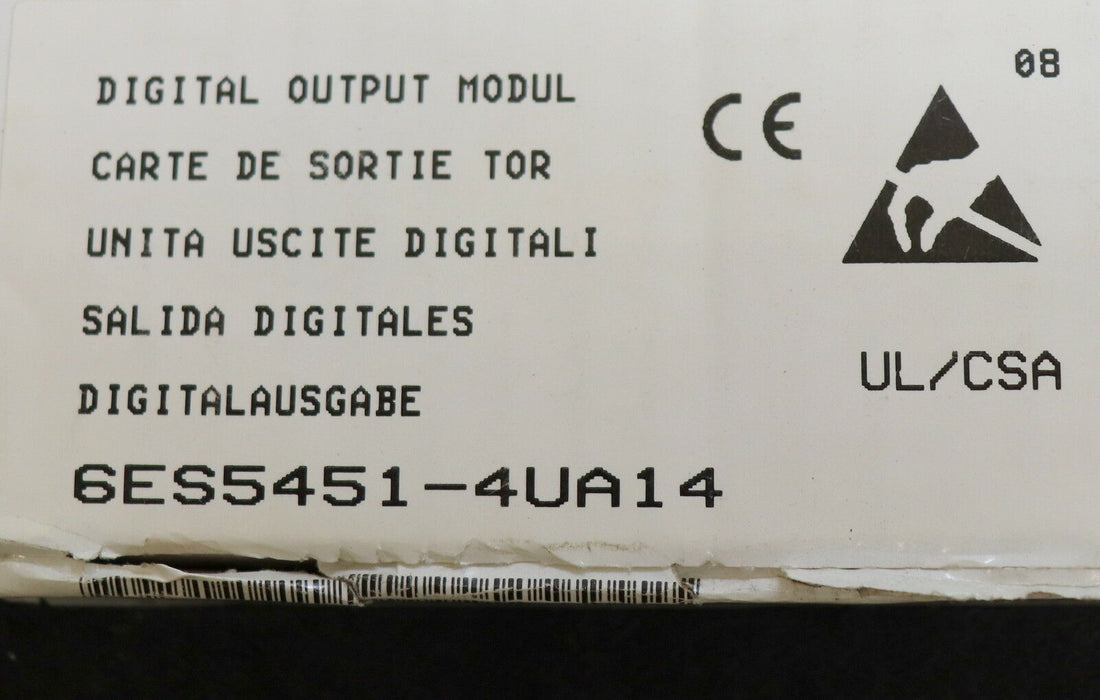 08
DIGITAL OUTPUT MODUL
CE
CARTE DE SORTIE TOR
UNITA USCITE DIGITALI
SALIDA DIGITALES
UL/CSA
DIGITALAUSGABE
6ES5451-4UA14